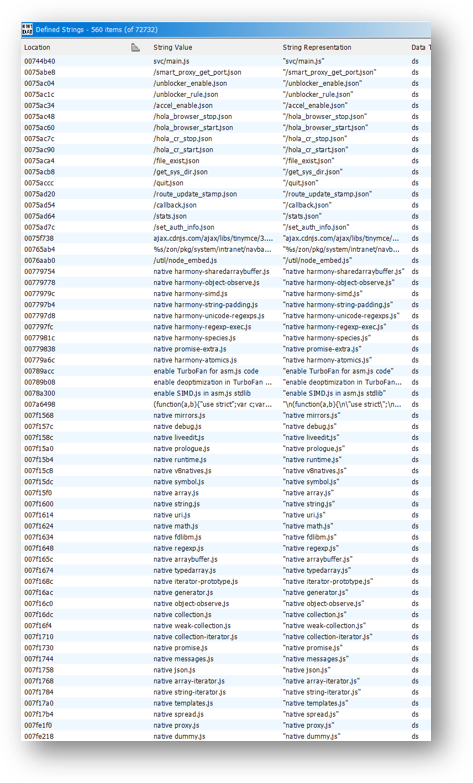 Defined Strings - 560 items (of 72732)
Location String Value String Representation Data T
00744b40 svc/main.js "svc/main.js" ds
0075abe8 /smart_proxy_get_port.json "/smart_proxy_get_port.json" ds
0075ac04 /unblocker_enable.json "/unblocker_enable.json" ds
0075ac1c /unblocker_rule.json "/unblocker_rule.json" ds
0075ac34 /accel_enable.json "/accel_enable.json" ds
0075ac48 /hola_browser_stop.json "/hola_browser_stop.json" ds
0075ac60 /hola_browser_start.json "/hola_browser_start.json" ds
0075ac7c /hola_cr_stop.json "/hola_cr_stop.json" ds
0075ac90 /hola_cr_start.json "/hola_cr_start.json" ds
0075aca4 /file_exist.json "/file_exist.json" ds
0075acb8 /get_sys_dir.json "/get_sys_dir.json" ds
0075accc /quit.json "/quit.json" ds
0075ad20 /route_update_stamp.json "/route_update_stamp.json" ds
0075ad54 /callback.json "/callback.json" ds
0075ad64 /stats.json "/stats.json" ds
0075ad7c /set_auth_info.json "/set_auth_info.json" ds
0075f738 ajax.cdnjs.com/ajax/libs/tinymce/3.... "ajax.cdnjs.com/ajax/libs/tinymce/... ds
00765ab4 %s/zon/pkg/system/intranet/navba... "%s/zon/pkg/system/intranet/navb... ds
0076aab0 /util/node_embed.js "/util/node_embed.js" ds
00779754 native harmony-sharedarraybuffer.js "native harmony-sharedarraybuffer.js" ds
00779778 native harmony-object-observe.js "native harmony-object-observe.js" ds
0077979c native harmony-simd.js "native harmony-simd.js" ds
007797b4 native harmony-string-padding.js "native harmony-string-padding.js" ds
007797d8 native harmony-unicode-regexps.js "native harmony-unicode-regexps.js" ds
007797fc native harmony-regexp-exec.js "native harmony-regexp-exec.js" ds
0077981c native harmony-species.js "native harmony-species.js" ds
00779838 native promise-extra.js "native promise-extra.js" ds
00779a6c native harmony-atomics.js "native harmony-atomics.js" ds
00789acc enable TurboFan for asm.js code "enable TurboFan for asm.js code" ds
00789b08 enable deoptimization in TurboFan ... "enable deoptimization in TurboFan... ds
0078a300 enable SIMD in asm.js stdlib "enable SIMD in asm.js stdlib" ds
007a6498 (function(a,b){"use strict";var c;var... "\n(function(a,b){\n\"use strict\";\n... ds
007f1568 native mirrors.js "native mirrors.js" ds
007f157c native debug.js "native debug.js" ds
007f158c native liveedit.js "native liveedit.js" ds
007f15a0 native prologue.js "native prologue.js" ds
007f15b4 native runtime.js "native runtime.js" ds
007f15c8 native v8natives.js "native v8natives.js" ds
007f15dc native symbol.js "native symbol.js" ds
007f15f0 native array.js "native array.js" ds
007f1600 native string.js "native string.js" ds
007f1614 native uri.js "native uri.js" ds
007f1624 native math.js "native math.js" ds
007f1634 native fdlibm.js "native fdlibm.js" ds
007f1648 native regexp.js "native regexp.js" ds
007f165c native arraybuffer.js "native arraybuffer.js" ds
007f1674 native typedarray.js "native typedarray.js" ds
007f168c native iterator-prototype.js "native iterator-prototype.js" ds
007f16ac native generator.js "native generator.js" ds
007f16c0 native object-observe.js "native object-observe.js" ds
007f16dc native collection.js "native collection.js" ds
007f16f4 native weak-collection.js "native weak-collection.js" ds
007f1710 native collection-iterator.js "native collection-iterator.js" ds
007f1730 native promise.js "native promise.js" ds
007f1744 native messages.js "native messages.js" ds
007f1758 native json.js "native json.js" ds
007f1768 native array-iterator.js "native array-iterator.js" ds
007f1784 native string-iterator.js "native string-iterator.js" ds
007f17a0 native templates.js "native templates.js" ds
007f17b4 native spread.js "native spread.js" ds
007fe1f0 native proxy.js "native proxy.js" ds
007fe218 native dummy.js "native dummy.js" ds